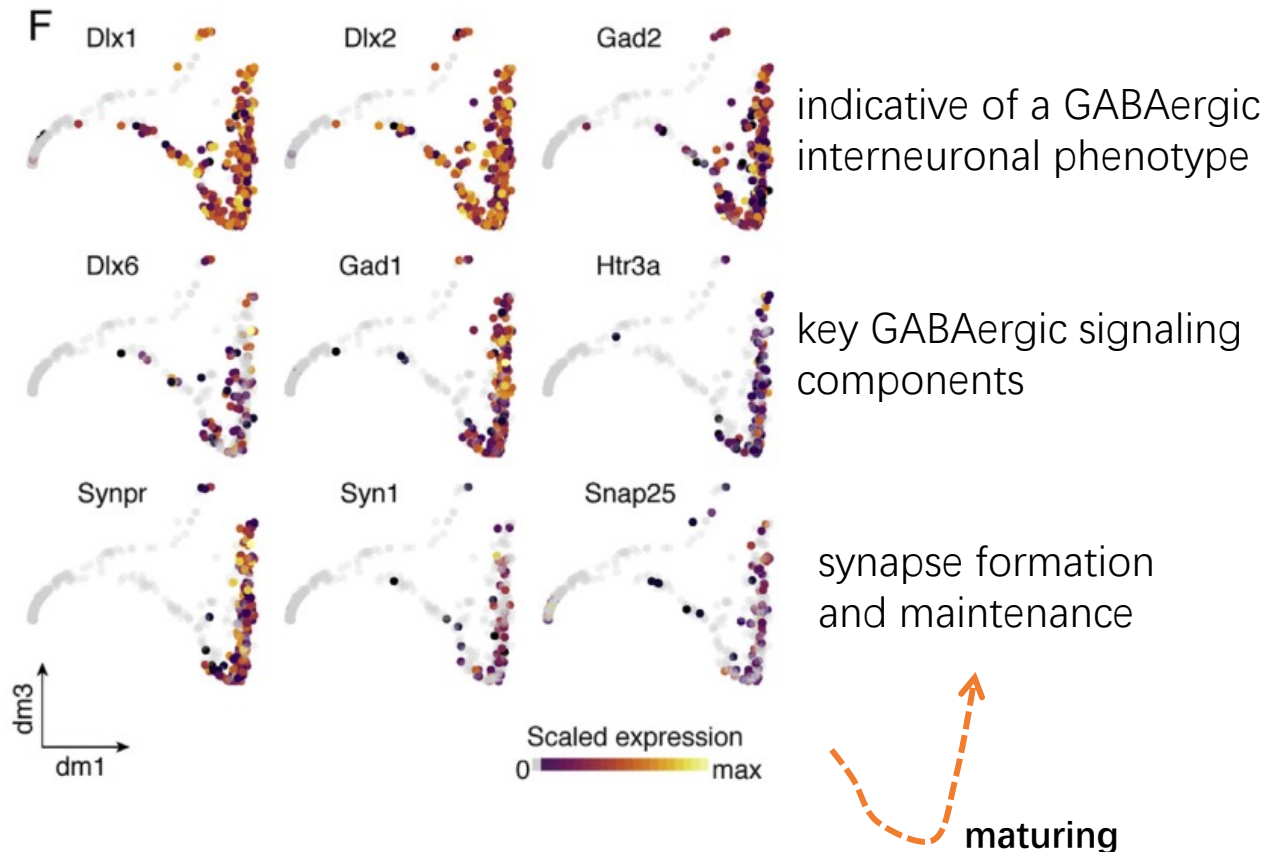 F
Dlx1 Dlx2 Gad2
indicative of a GABAergic
interneuronal phenotype
Dlx6 Gad1 Htr3a
key GABAergic signaling
components
Synpr Syn1 Snap25
synapse formation
and maintenance
dm3
dm1
Scaled expression
0 max
maturing